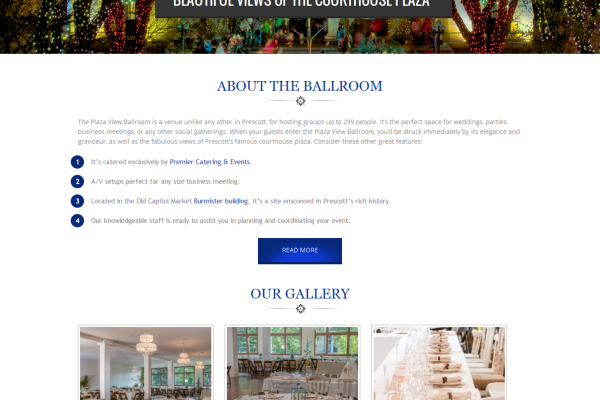 BEAUTIFUL VIEWS OF THE COURTHOUSE PLAZA
ABOUT THE BALLROOM
The Plaza View Ballroom is a venue unlike any other in Prescott, for hosting groups up to 299 people. It's the perfect space for weddings, parties,
business meetings, or any other social gatherings. When your guests enter the Plaza View Ballroom, you'll be struck immediately by its elegance and
grandeur, as well as the fabulous views of Prescott's famous courthouse plaza. Consider these other great features:
1 It's catered exclusively by Premier Catering & Events.
2 A/V setups perfect for any size business meeting.
3 Located in the Old Capitol Market Burmister building, it's a site ensconced in Prescott's rich history.
4 Our knowledgeable staff is ready to assist you in planning and coordinating your event.
READ MORE
OUR GALLERY